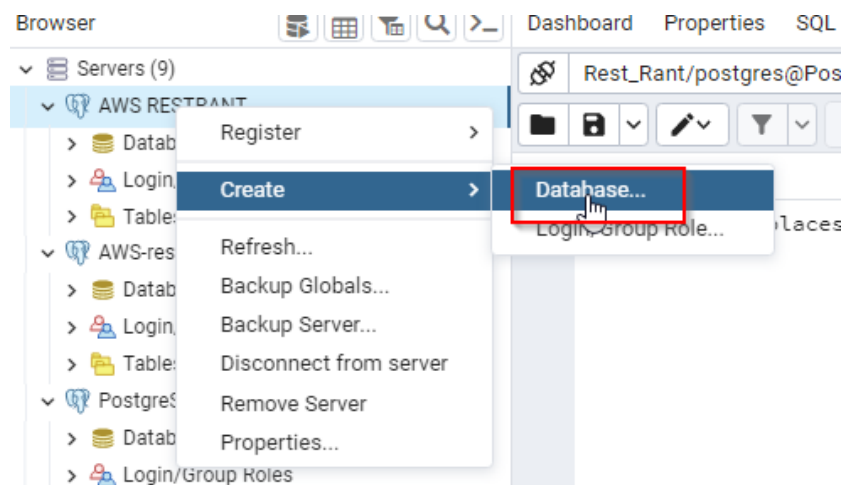 Browser
Dashboard Properties SQL
Servers (9)
Rest_Rant/postgres@Pos
AWS RESTRANT
Register
Datab
Login
Create
Database...
Table
Login/Group Role...
laces
AWS-res
Refresh...
Datab
Backup Globals...
Login
Backup Server...
Table
Disconnect from server
PostgreS
Remove Server
Datab
Properties...
Login/Group Roles